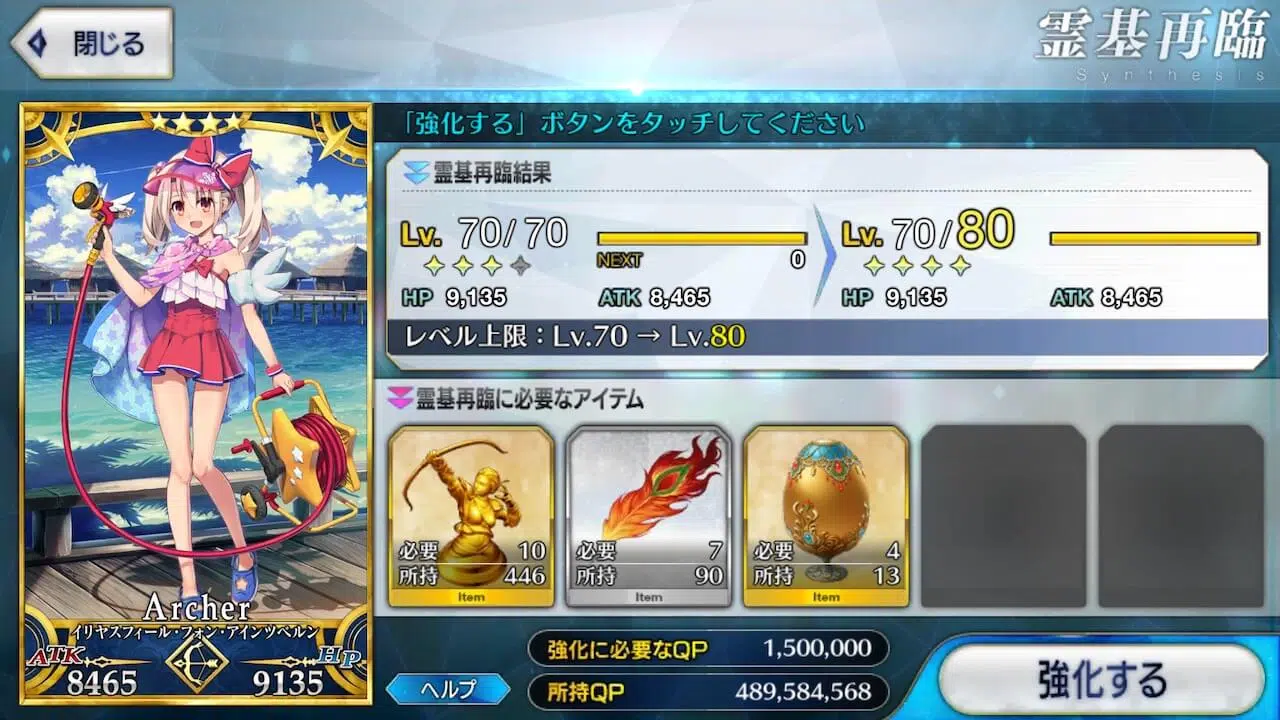 閉じる
霊基再臨
Synthesis
「強化する」ボタンをタッチしてください
霊基再臨結果
Lv. 70/70
NEXT 0
HP 9,135 ATK 8,465
Lv. 70/80
HP 9,135 ATK 8,465
レベル上限：Lv.70 → Lv.80
霊基再臨に必要なアイテム
必要 10
所持 446
Item
必要 7
所持 90
Item
必要 4
所持 13
Item
Archer
イリヤスフィール・フォン・アインツベルン
ATK HP
8465 9135
ヘルプ
強化に必要なQP 1,500,000
所持QP 489,584,568
強化する